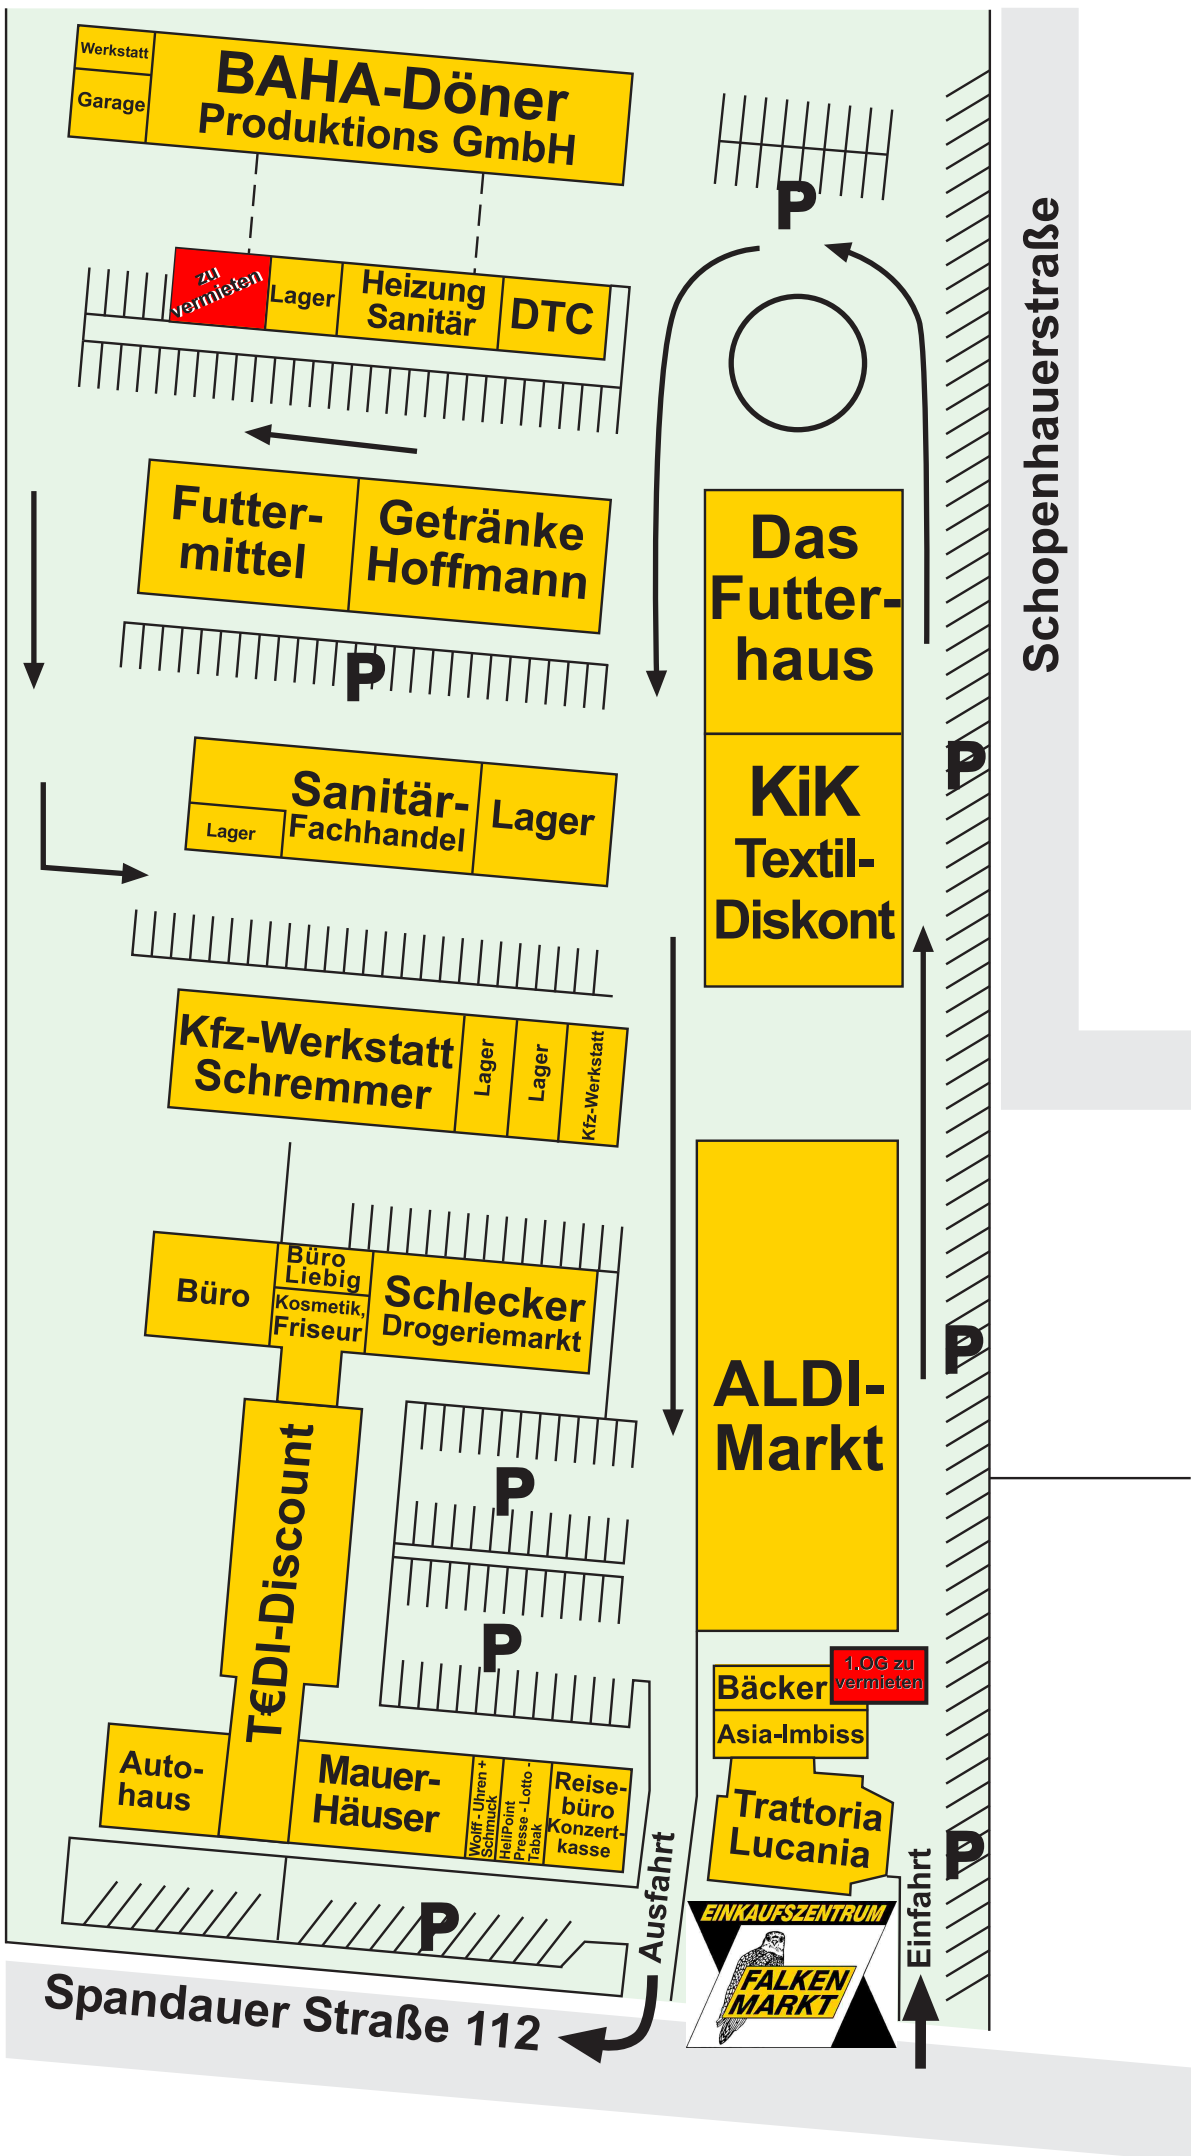 Werkstatt
Garage
BAHA-Döner
Produktions GmbH
P
zu
vermieten
Lager
Heizung
Sanitär
DTC
Schopenhauerstraße
Futter-
mittel
Getränke
Hoffmann
Das
Futter-
haus
P
P
Sanitär-
Fachhandel
Lager
Lager
KiK
Textil-
Diskont
Kfz-Werkstatt
Schremmer
Lager
Lager
Kfz-Werkstatt
Büro
Büro
Liebig
Kosmetik,
Friseur
Schlecker
Drogeriemarkt
P
ALDI-
Markt
T€DI-Discount
P
P
1.OG zu
vermieten
Bäcker
Asia-Imbiss
Auto-
haus
Mauer-
Häuser
Wolff - Uhren +
Schmuck
HeliPoint
Presse - Lotto -
Tabak
Reise-
büro
Konzert-
kasse
Trattoria
Lucania
P
P
Ausfahrt
Einfahrt
EINKAUFSZENTRUM
FALKEN
MARKT
Spandauer Straße 112